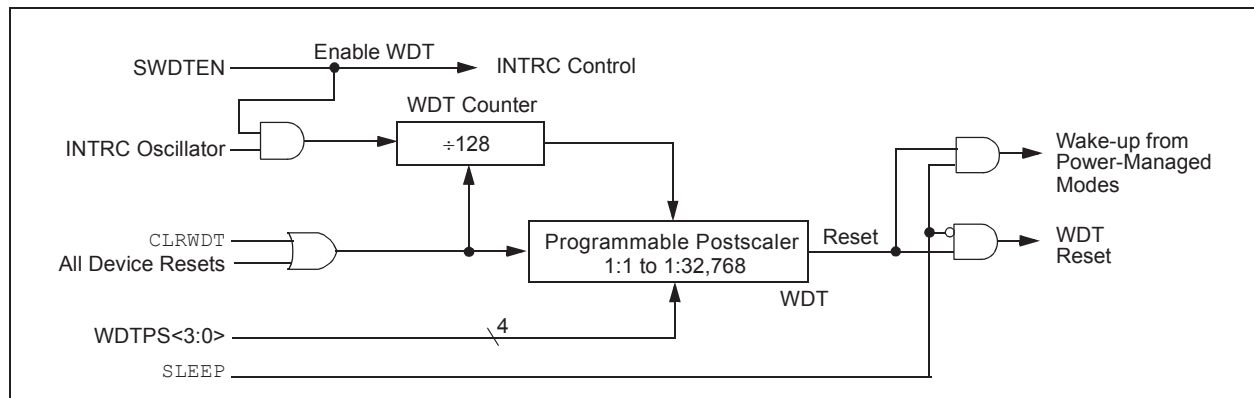 Enable WDT
SWDTEN
INTRC Control
WDT Counter
INTRC Oscillator
÷128
Wake-up from
Power-Managed
Modes
CLRWDT
All Device Resets
Programmable Postscaler
1:1 to 1:32,768
Reset
WDT
Reset
WDT
WDTPS<3:0>
4
SLEEP